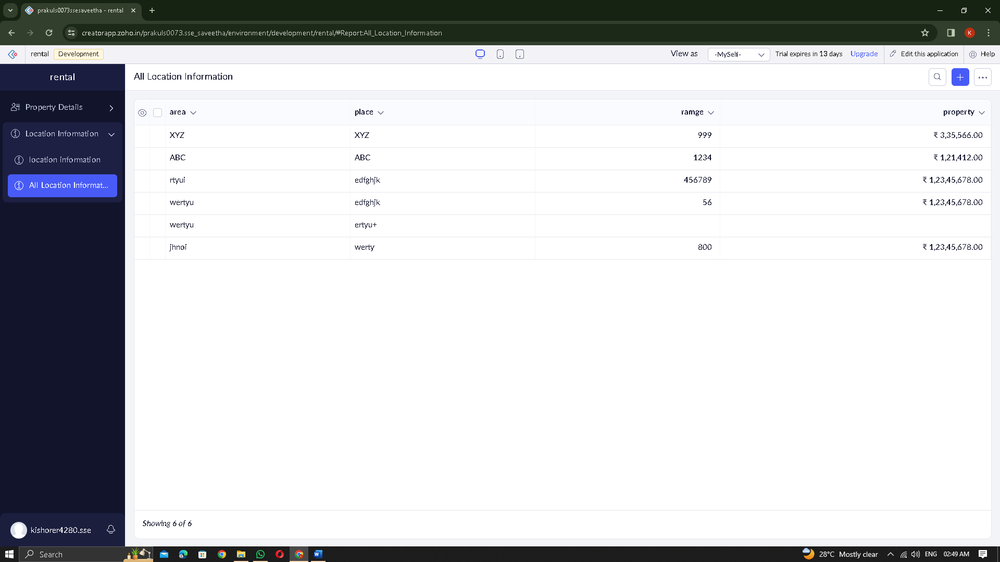 prakuls0073ssesaveetha - rental
creatorapp.zoho.in/prakuls0073.sse_saveetha/environment/development/rental/#Report:All_Location_Information
K
rental Development View as -MySelf- Trial expires in 13 days Upgrade Edit this application Help
rental
All Location Information
Property Details
Location Information
location information
All Location Informat...
area place ramge property
XYZ XYZ 999 ₹ 3,35,566.00
ABC ABC 1234 ₹ 1,21,412.00
rtyui edfghjk 456789 ₹ 1,23,45,678.00
wertyu edfghjk 56 ₹ 1,23,45,678.00
wertyu ertyu+
jhnoi werty 800 ₹ 1,23,45,678.00
Showing 6 of 6
kishorer4280.sse
Search 28°C Mostly clear ENG 02:49 AM